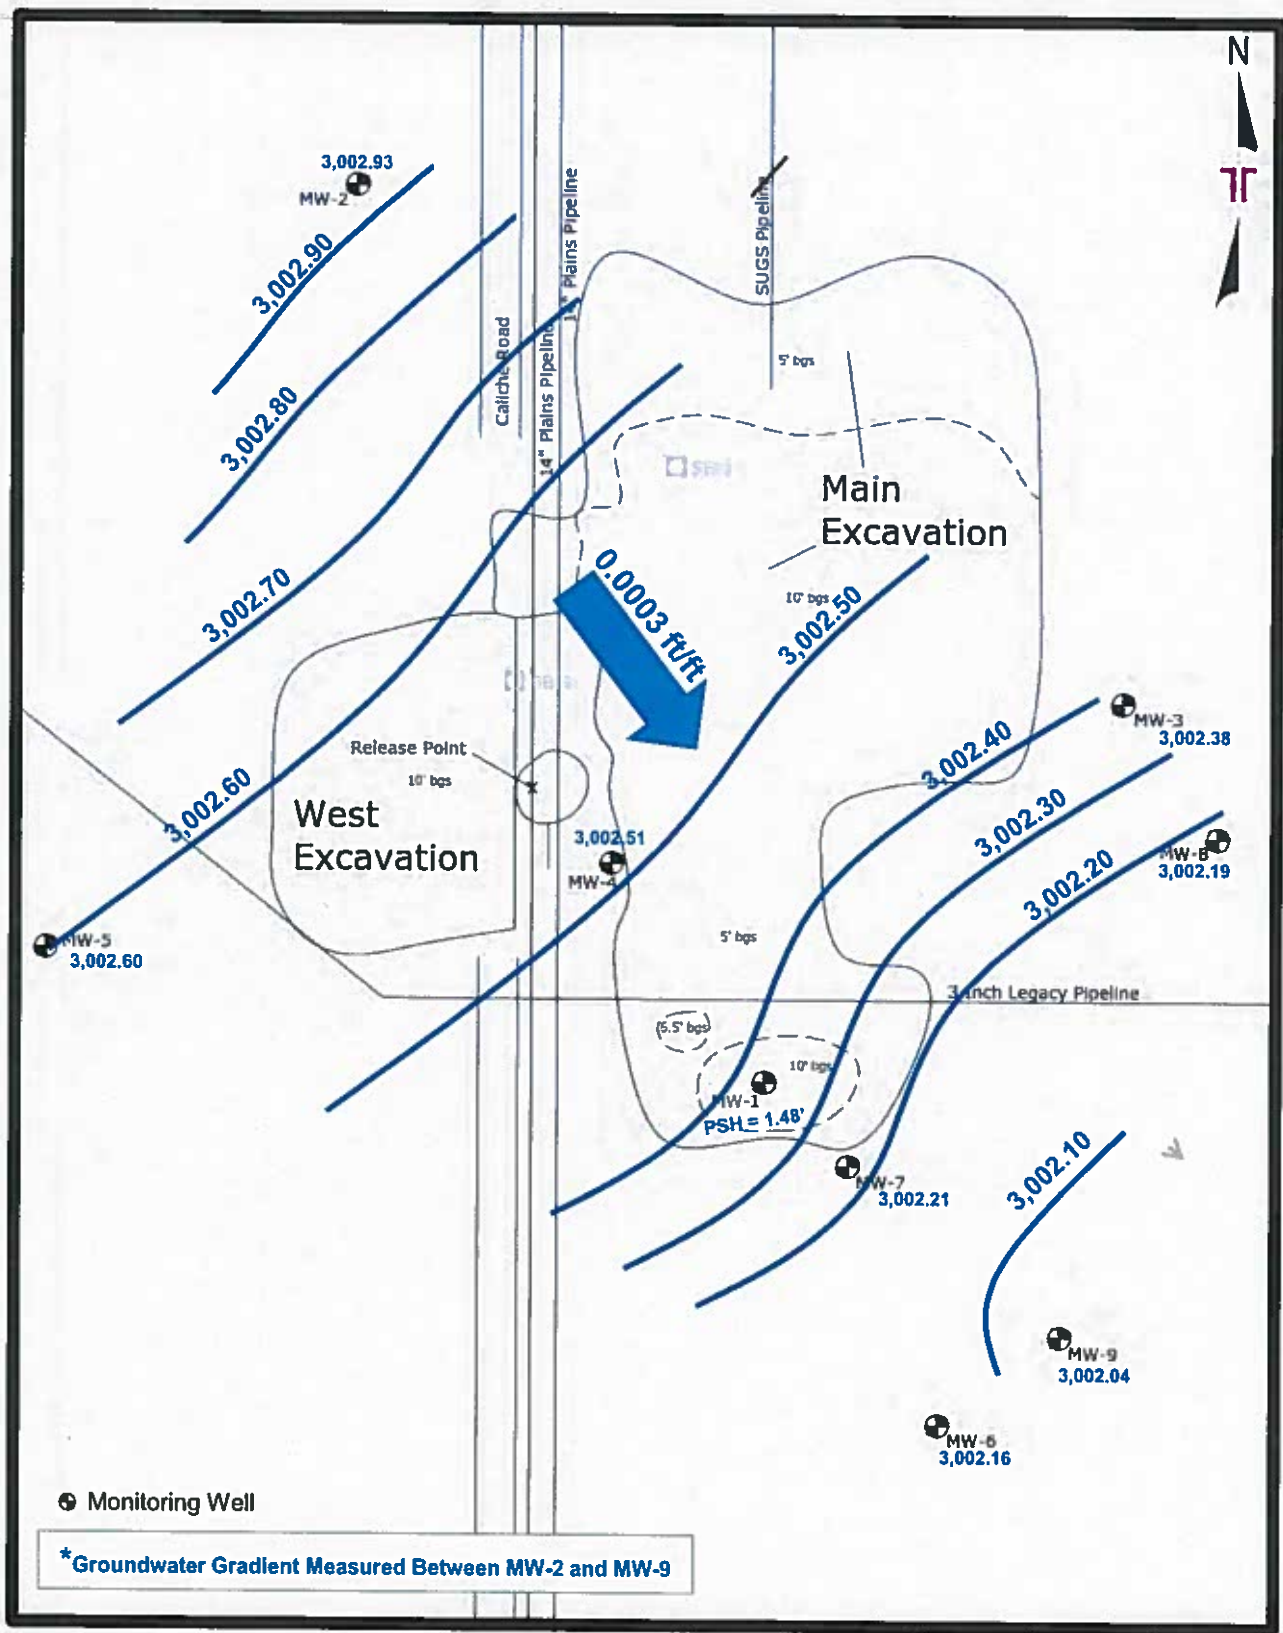 N
3,002.93
MW-2
3,002.90
3,002.80
3,002.70
3,002.60
Caliche Road
14" Plains Pipeline
Plains Pipeline
SUGS Pipeline
5' bgs
Main
Excavation
10' bgs
0.0003 ft/ft
3,002.50
MW-3
3,002.38
3,002.40
3,002.30
3,002.20
MW-8
3,002.19
Release Point
10' bgs
West
Excavation
3,002.51
MW-4
MW-5
3,002.60
5' bgs
3 inch Legacy Pipeline
10' bgs
MW-1
PSH = 1.48'
MW-7
3,002.21
3,002.10
MW-9
3,002.04
MW-6
3,002.16
Monitoring Well
*Groundwater Gradient Measured Between MW-2 and MW-9